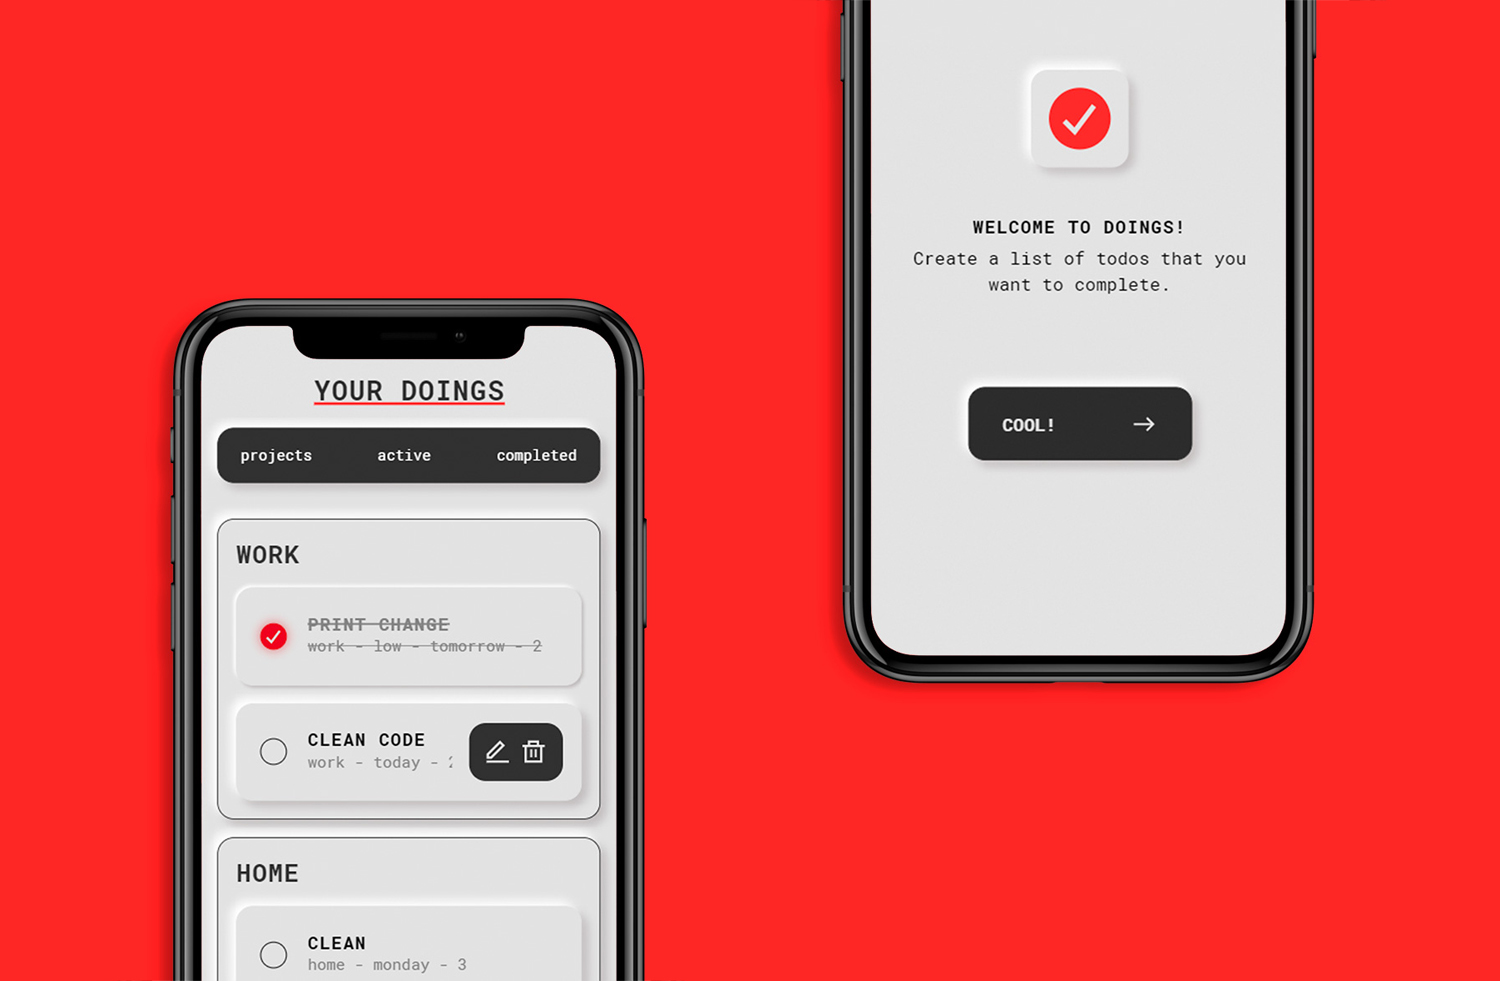 YOUR DOINGS
projects active completed
WORK
PRINT CHANGE
work - low - tomorrow - 2
CLEAN CODE
work - today -
HOME
CLEAN
home - monday - 3
WELCOME TO DOINGS!
Create a list of todos that you
want to complete.
COOL!